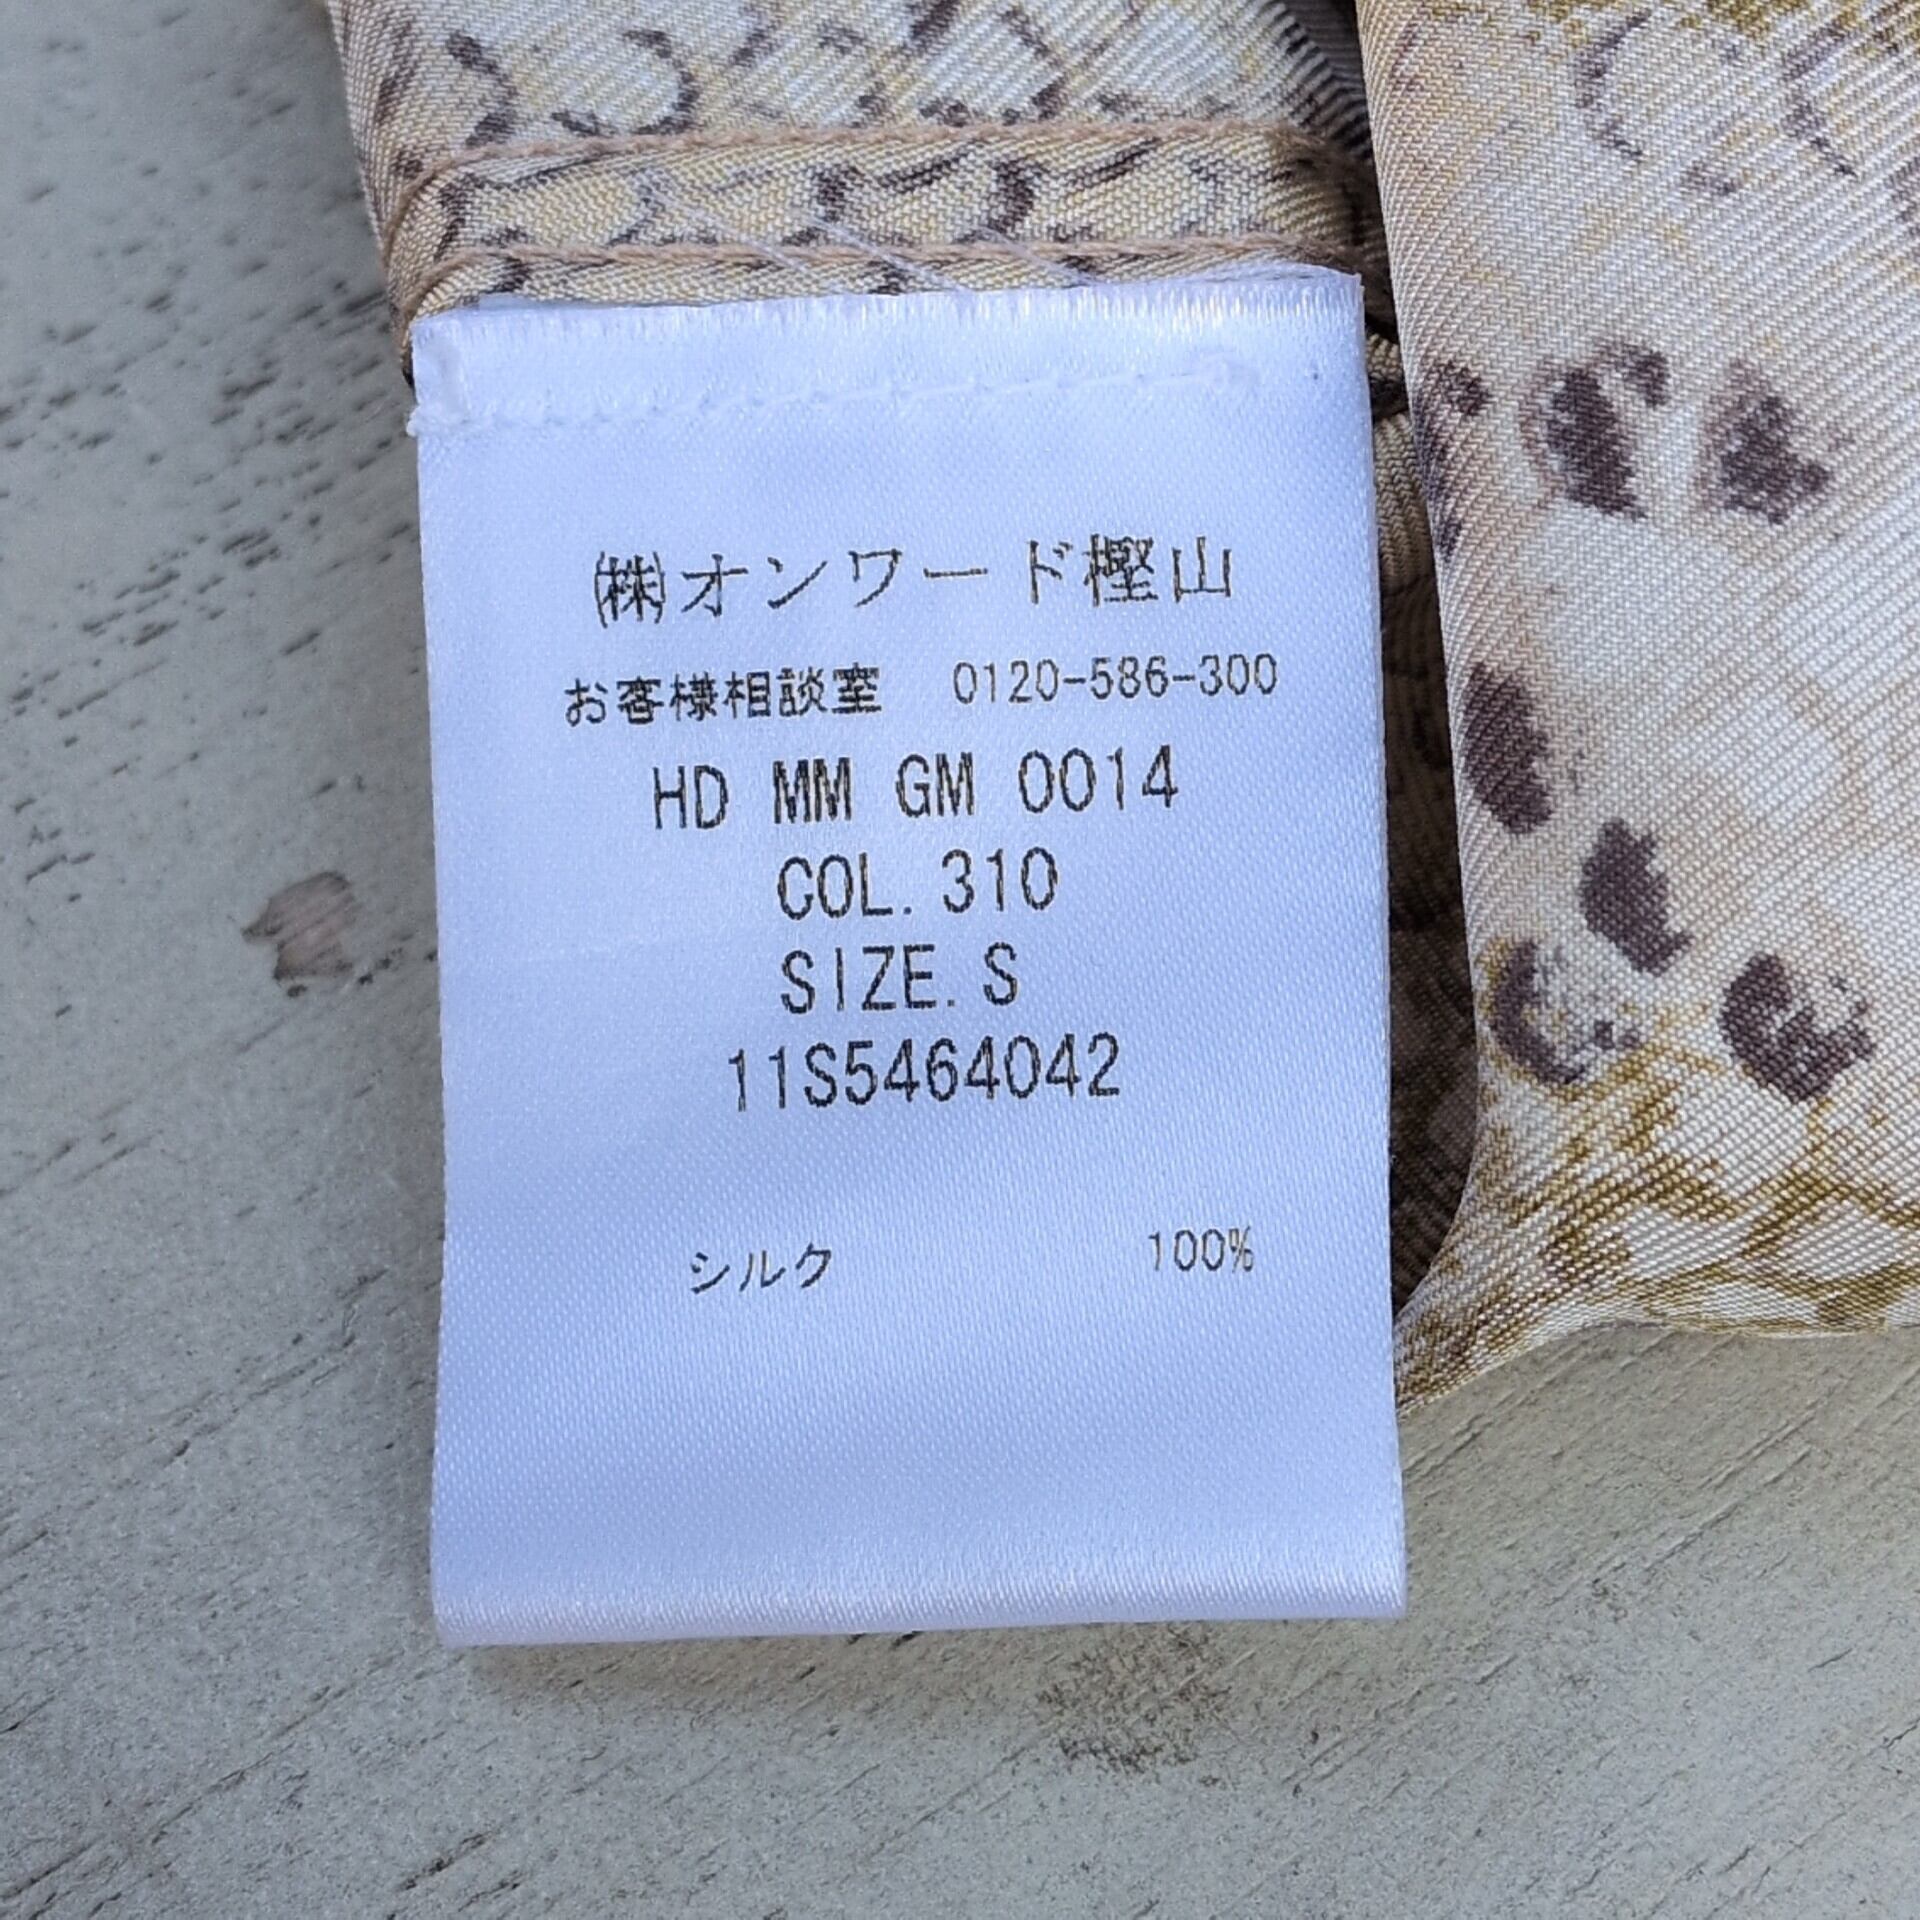 ㈱オンワード樫山
お客様相談室 0120-586-300
HD MM GM 0014
COL.310
SIZE.S
11S5464042
シルク 100%